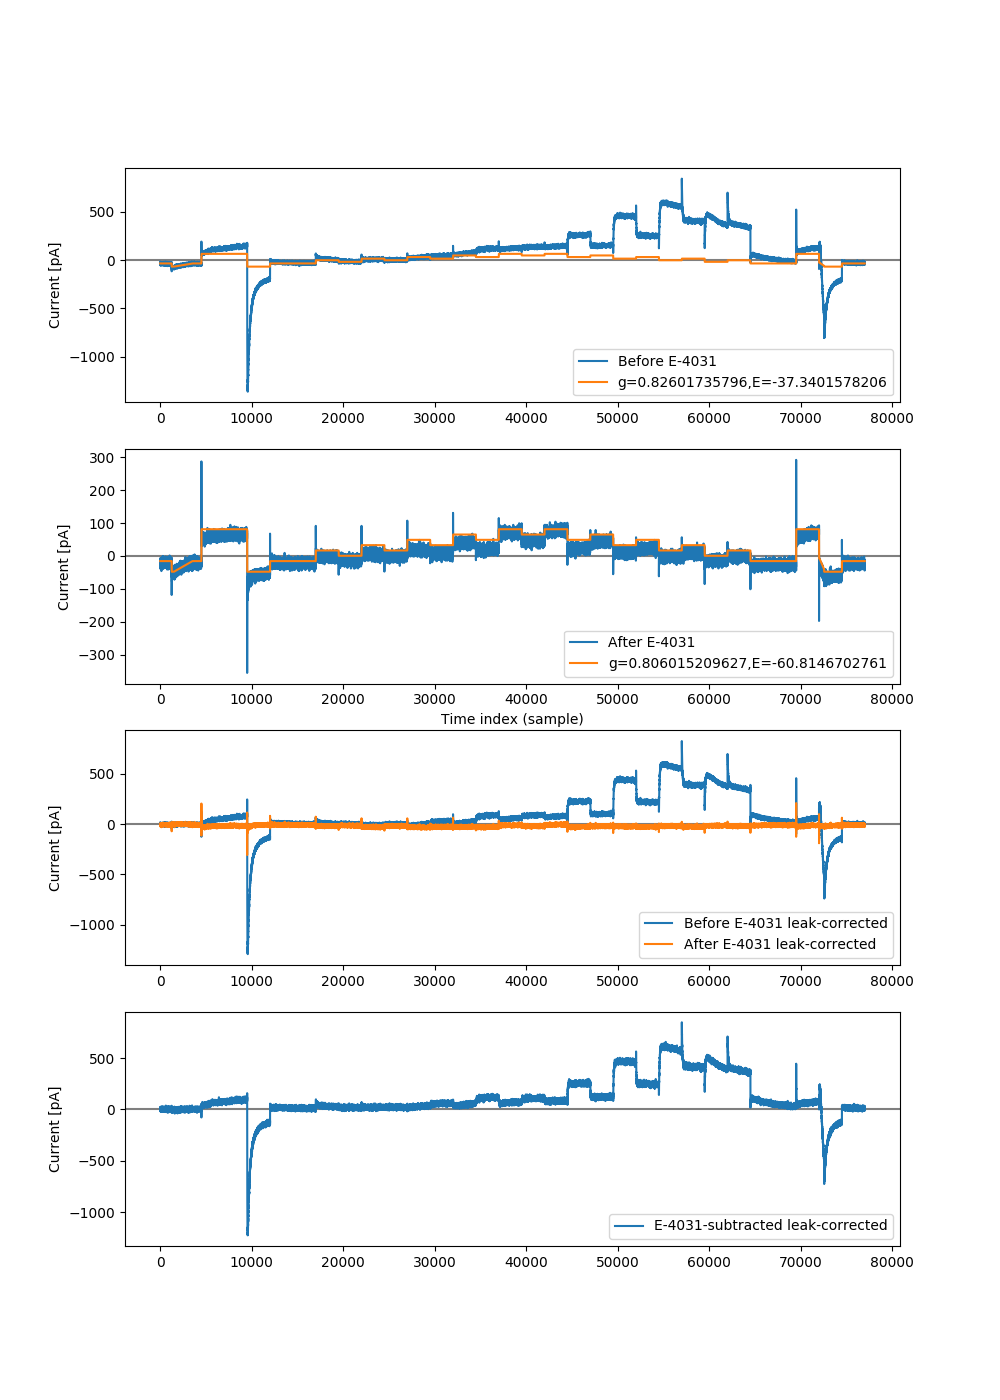 500
0
−500
−1000
Current [pA]
Before E-4031
g=0.82601735796,E=-37.3401578206
0 10000 20000 30000 40000 50000 60000 70000 80000
300
200
100
0
−100
−200
−300
Current [pA]
After E-4031
g=0.806015209627,E=-60.8146702761
0 10000 20000 30000 40000 50000 60000 70000 80000
Time index (sample)
500
0
−500
−1000
Current [pA]
Before E-4031 leak-corrected
After E-4031 leak-corrected
0 10000 20000 30000 40000 50000 60000 70000 80000
500
0
−500
−1000
Current [pA]
E-4031-subtracted leak-corrected
0 10000 20000 30000 40000 50000 60000 70000 80000